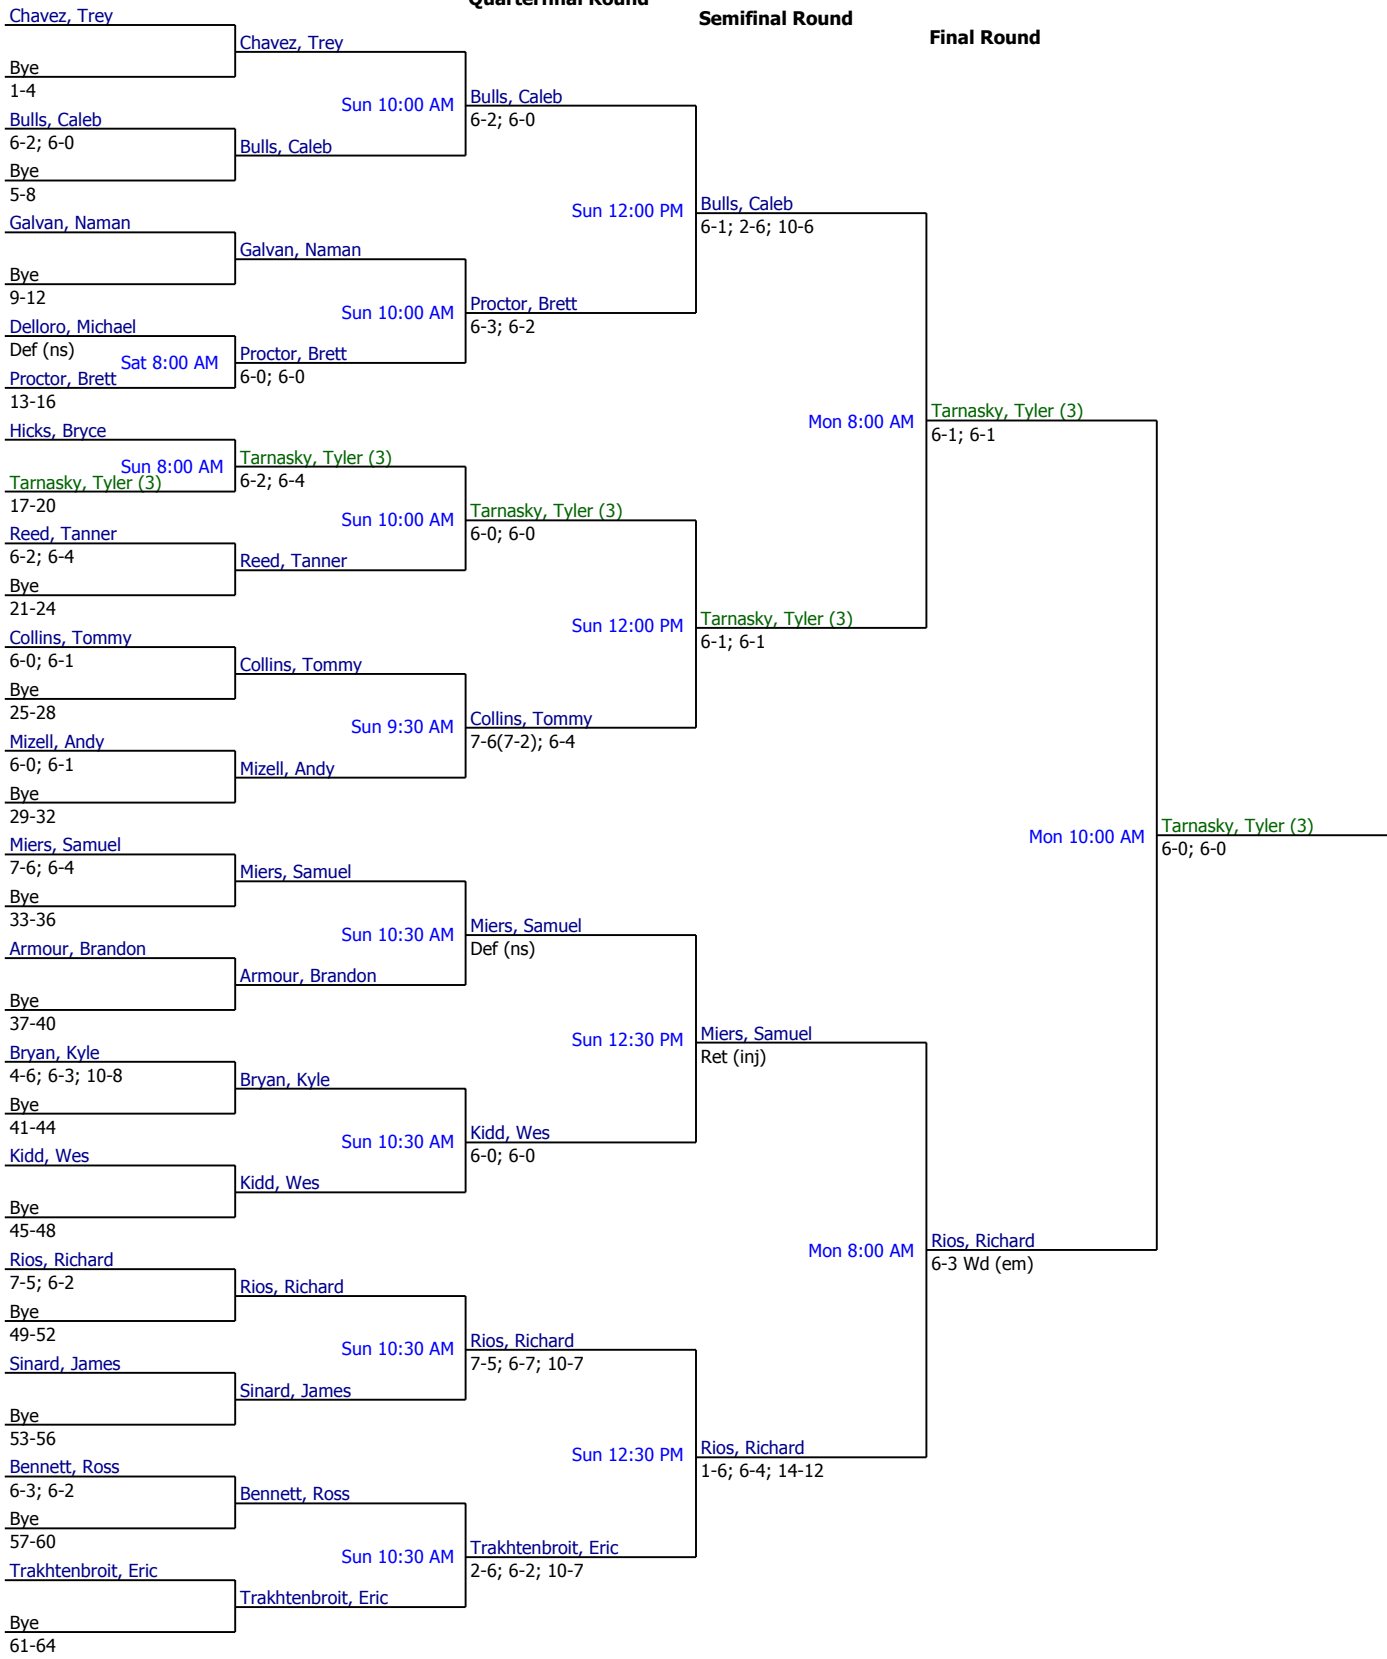 Quarterfinal Round
Semifinal Round
Final Round
Chavez, Trey
Bye
1-4
Bulls, Caleb
6-2; 6-0
Bye
5-8
Galvan, Naman
Bye
9-12
Delloro, Michael
Def (ns)
Sat 8:00 AM
Proctor, Brett
13-16
Hicks, Bryce
Sun 8:00 AM
Tarnasky, Tyler (3)
17-20
Reed, Tanner
6-2; 6-4
Bye
21-24
Collins, Tommy
6-0; 6-1
Bye
25-28
Mizell, Andy
6-0; 6-1
Bye
29-32
Miers, Samuel
7-6; 6-4
Bye
33-36
Armour, Brandon
Bye
37-40
Bryan, Kyle
4-6; 6-3; 10-8
Bye
41-44
Kidd, Wes
Bye
45-48
Rios, Richard
7-5; 6-2
Bye
49-52
Sinard, James
Bye
53-56
Bennett, Ross
6-3; 6-2
Bye
57-60
Trakhtenbroit, Eric
Bye
61-64
Chavez, Trey
Sun 10:00 AM
Bulls, Caleb
Galvan, Naman
Sun 10:00 AM
Proctor, Brett
6-0; 6-0
Tarnasky, Tyler (3)
6-2; 6-4
Sun 10:00 AM
Reed, Tanner
Collins, Tommy
Sun 9:30 AM
Mizell, Andy
Miers, Samuel
Sun 10:30 AM
Armour, Brandon
Bryan, Kyle
Sun 10:30 AM
Kidd, Wes
Rios, Richard
Sun 10:30 AM
Sinard, James
Bennett, Ross
Sun 10:30 AM
Trakhtenbroit, Eric
Bulls, Caleb
6-2; 6-0
Sun 12:00 PM
Proctor, Brett
6-3; 6-2
Tarnasky, Tyler (3)
6-0; 6-0
Sun 12:00 PM
Collins, Tommy
7-6(7-2); 6-4
Miers, Samuel
Def (ns)
Sun 12:30 PM
Kidd, Wes
6-0; 6-0
Rios, Richard
7-5; 6-7; 10-7
Sun 12:30 PM
Trakhtenbroit, Eric
2-6; 6-2; 10-7
Bulls, Caleb
6-1; 2-6; 10-6
Mon 8:00 AM
Tarnasky, Tyler (3)
6-1; 6-1
Miers, Samuel
Ret (inj)
Mon 8:00 AM
Rios, Richard
1-6; 6-4; 14-12
Tarnasky, Tyler (3)
6-1; 6-1
Mon 10:00 AM
Rios, Richard
6-3 Wd (em)
Tarnasky, Tyler (3)
6-0; 6-0